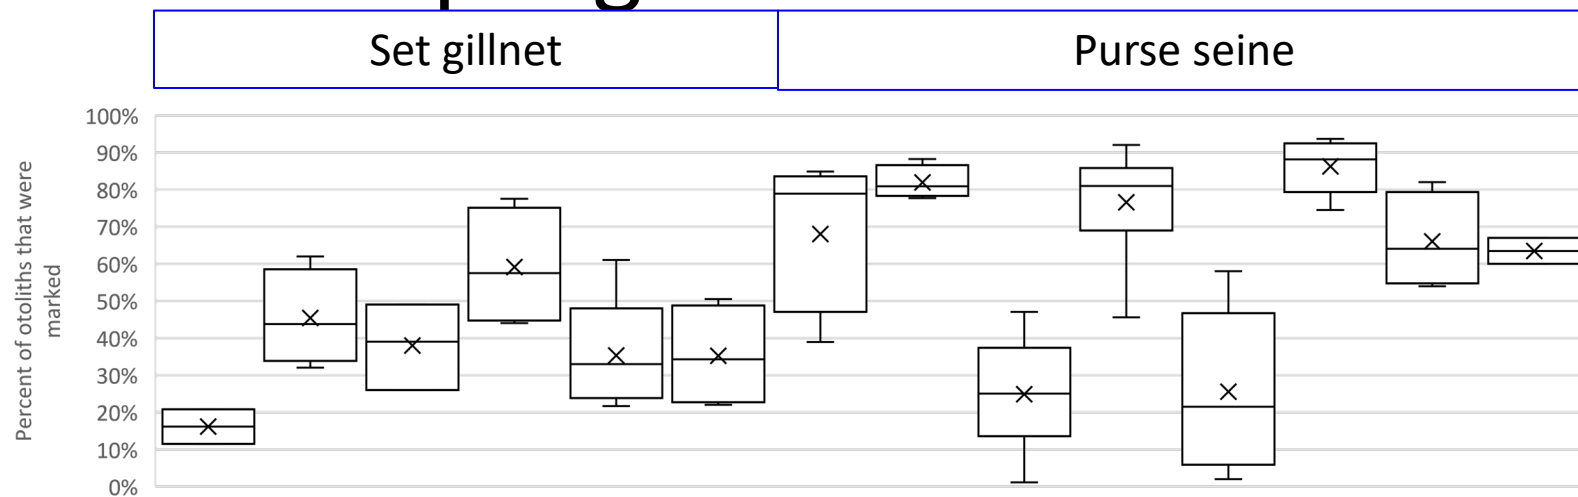 Set gillnet
Purse seine
Percent of otoliths that were
marked
100%
90%
80%
70%
60%
50%
40%
30%
20%
10%
0%